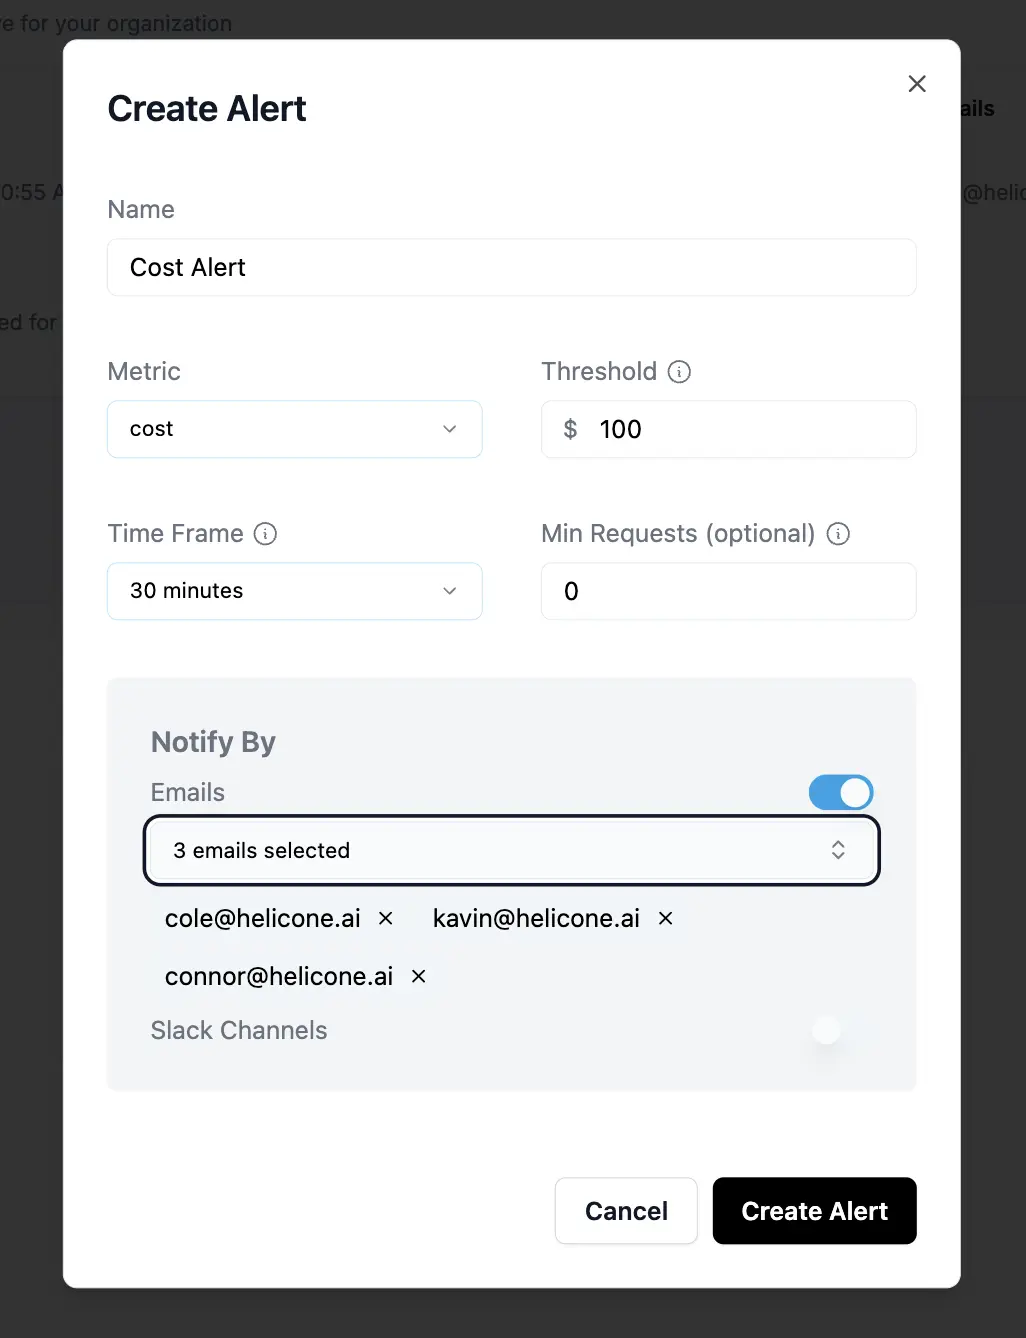 e for your organization
Create Alert
ails
0:55 A
@helic
Name
Cost Alert
ed for
Metric
Threshold
cost
$ 100
Time Frame
Min Requests (optional)
30 minutes
0
Notify By
Emails
3 emails selected
cole@helicone.ai × kavin@helicone.ai ×
connor@helicone.ai ×
Slack Channels
Cancel
Create Alert